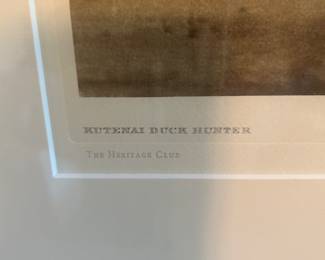 KUTENAI DUCK HUNTER
THE HERITAGE CLUB